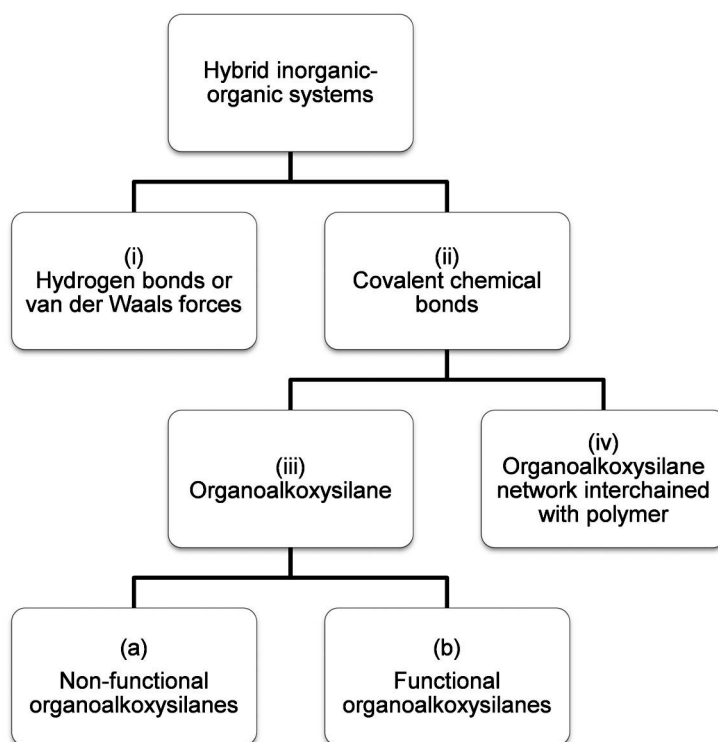 Hybrid inorganic-
organic systems
(i)
Hydrogen bonds or
van der Waals forces
(ii)
Covalent chemical
bonds
(iii)
Organoalkoxysilane
(iv)
Organoalkoxysilane
network interchained
with polymer
(a)
Non-functional
organoalkoxysilanes
(b)
Functional
organoalkoxysilanes